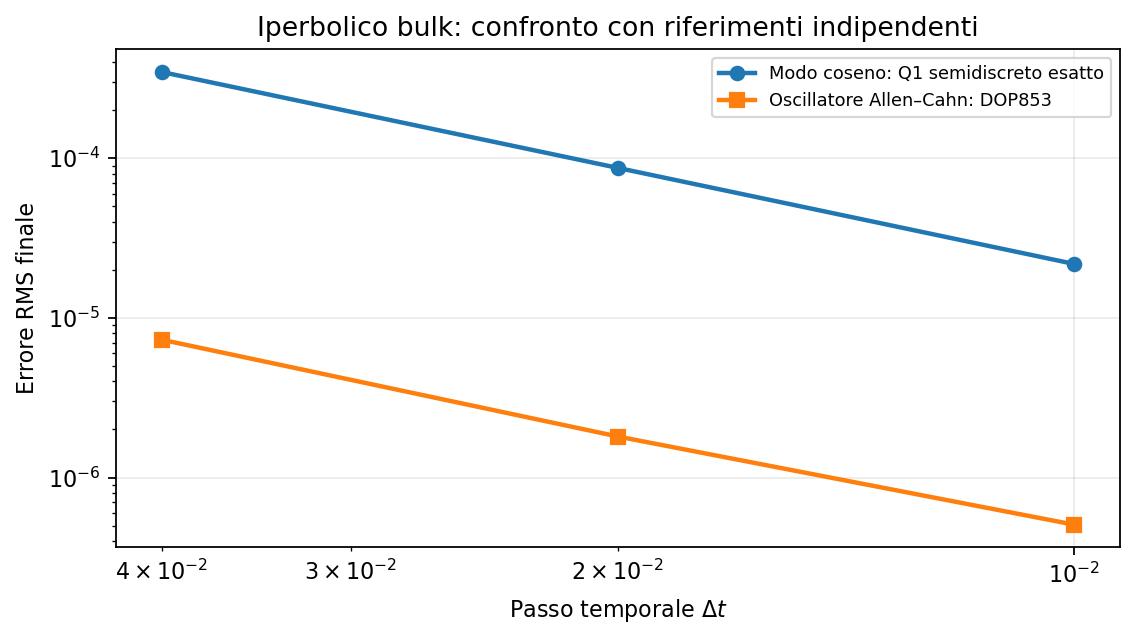 Iperbolico bulk: confronto con riferimenti indipendenti
Modo coseno: Q1 semidiscreto esatto
Oscillatore Allen–Cahn: DOP853
Errore RMS finale
10⁻⁴
10⁻⁵
10⁻⁶
4 × 10⁻² 3 × 10⁻² 2 × 10⁻² 10⁻²
Passo temporale Δt